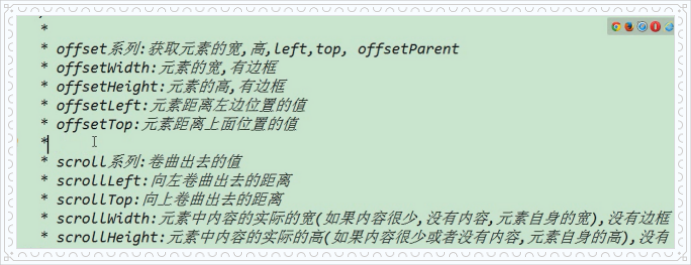 *
* offset系列:获取元素的宽,高,left,top, offsetParent
* offsetWidth:元素的宽,有边框
* offsetHeight:元素的高,有边框
* offsetLeft:元素距离左边位置的值
* offsetTop:元素距离上面位置的值
*
* scroll系列:卷曲出去的值
* scrollLeft:向左卷曲出去的距离
* scrollTop:向上卷曲出去的距离
* scrollWidth:元素中内容的实际的宽(如果内容很少,没有内容,元素自身的宽),没有边框
* scrollHeight:元素中内容的实际的高(如果内容很少或者没有内容,元素自身的高),没有